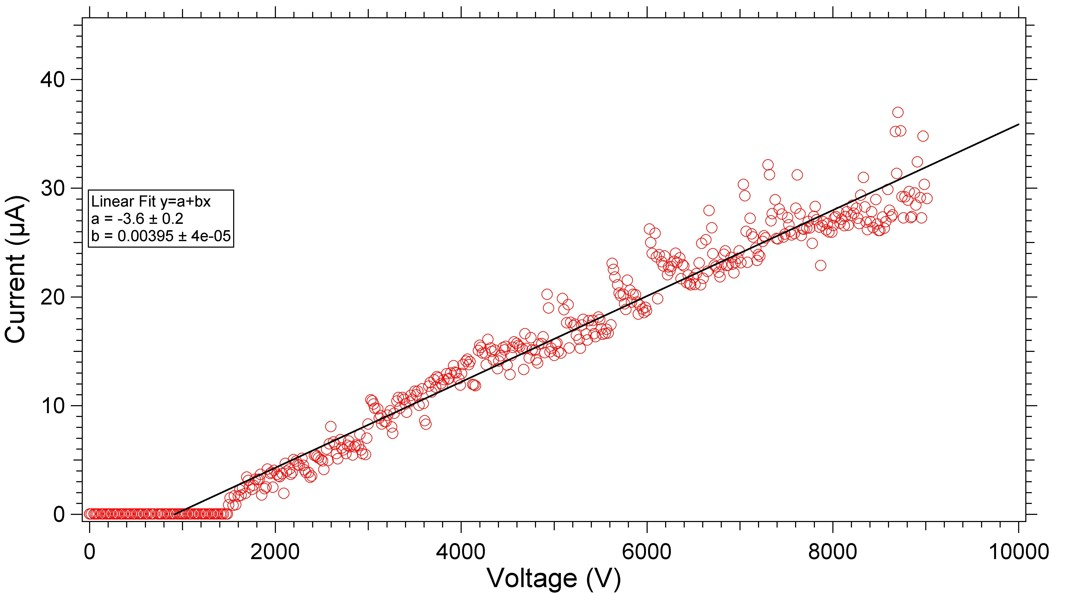 40
30
20
10
0
Current (µA)
Linear Fit y=a+bx
a = -3.6 ± 0.2
b = 0.00395 ± 4e-05
0 2000 4000 6000 8000 10000
Voltage (V)